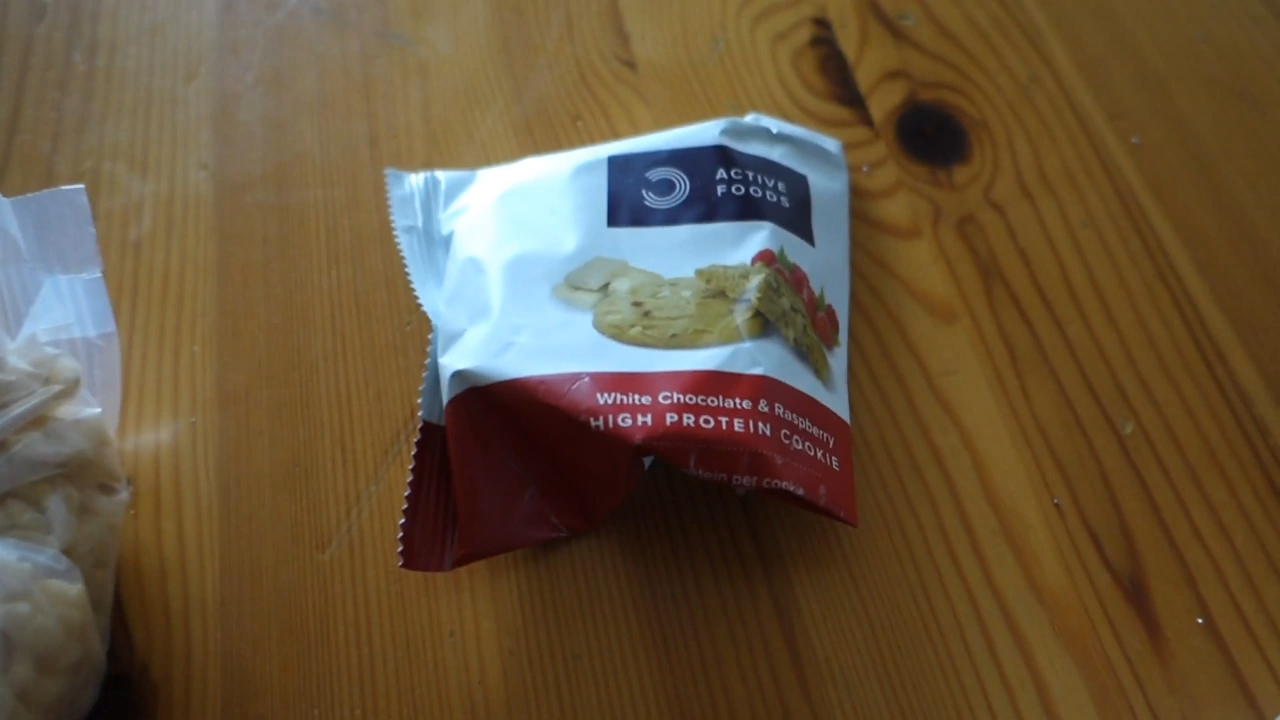 ACTIVE
FOODS
White Chocolate & Raspberry
HIGH PROTEIN COOKIE
per cookie